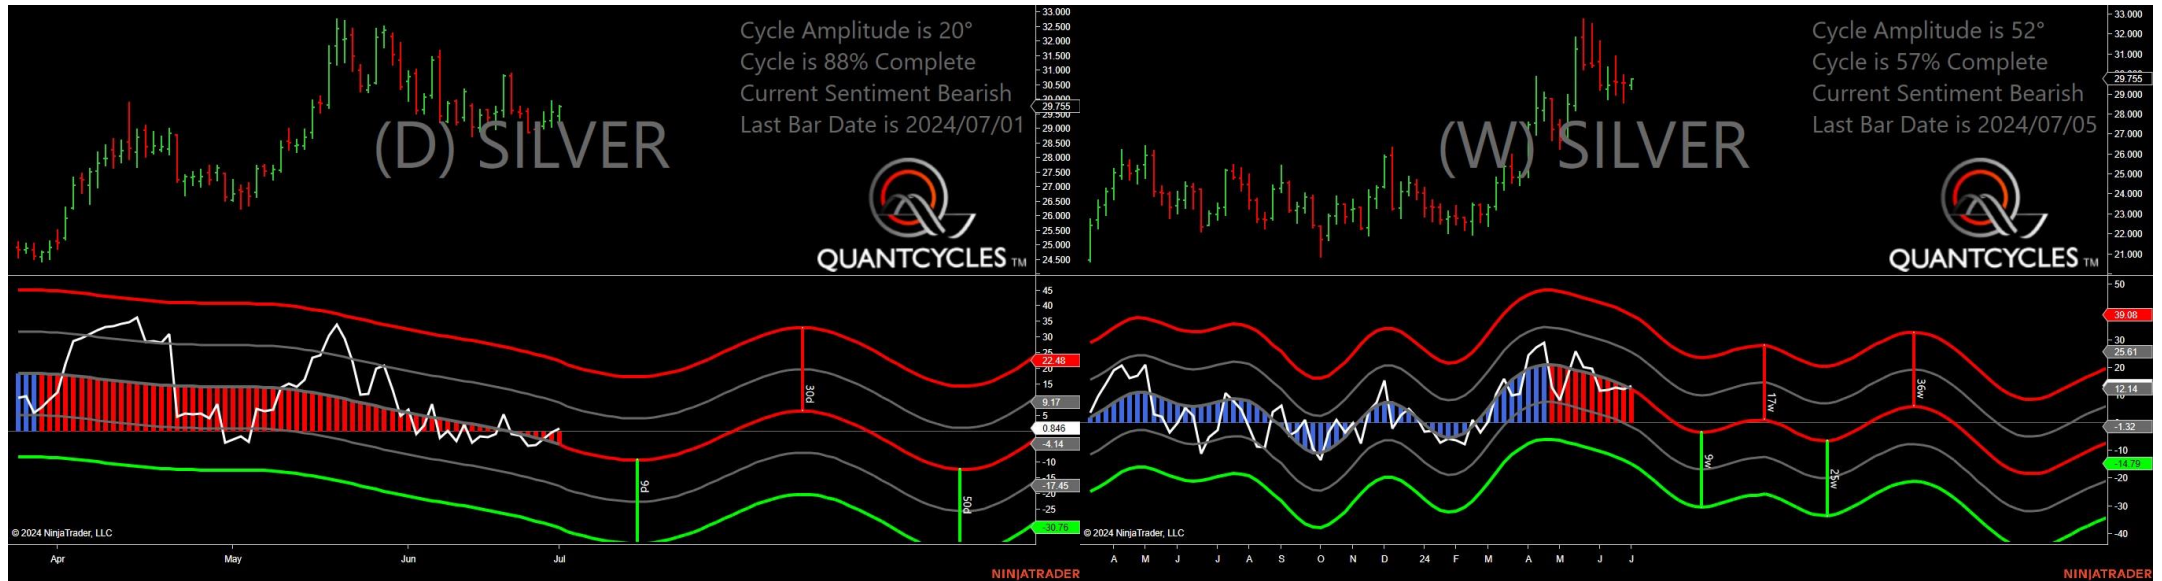 Cycle Amplitude is 20°
Cycle is 88% Complete
Current Sentiment Bearish
Last Bar Date is 2024/07/01
(D) SILVER
QUANTCYCLES TM
33.000
32.500
32.000
31.500
31.000
30.500
30.000
29.755
29.500
29.000
28.500
28.000
27.500
27.000
26.500
26.000
25.500
25.000
24.500
45
40
35
30
25
22.48
20
15
9.17
5
0.846
-4.14
-10
-17.45
-20
-25
-30.76
9d
30d
50d
© 2024 NinjaTrader, LLC
Apr
May
Jun
Jul
NINJATRADER
Cycle Amplitude is 52°
Cycle is 57% Complete
Current Sentiment Bearish
Last Bar Date is 2024/07/05
(W) SILVER
QUANTCYCLES TM
33.000
32.000
31.000
29.755
29.000
28.000
27.000
26.000
25.000
24.000
23.000
22.000
21.000
50
39.08
30
25.61
20
12.14
10
-1.32
-10
-14.79
-20
-30
-40
9w
17w
25w
36w
© 2024 NinjaTrader, LLC
A M J J A S O N D 24 F M A M J J
NINJATRADER